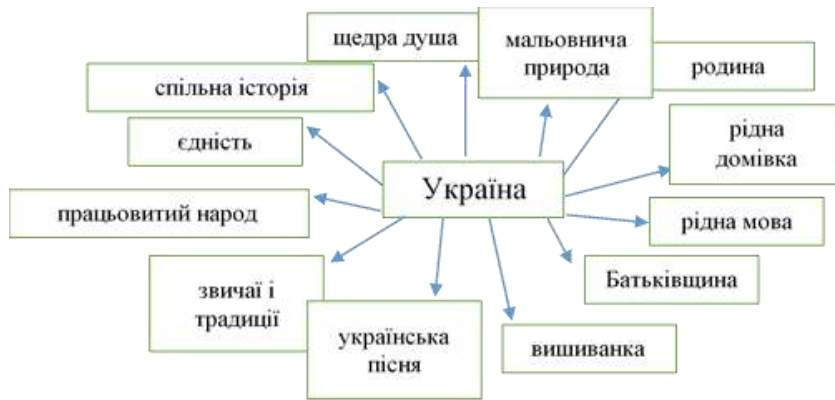 щедра душа
мальовнича
природа
родина
спільна історія
єдність
рідна
домівка
Україна
працьовитий народ
рідна мова
звичаї і
традиції
Батьківщина
українська
пісня
вишиванка